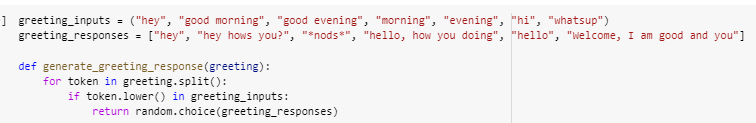 ] greeting_inputs = ("hey", "good morning", "good evening", "morning", "evening", "hi", "whatsup")
greeting_responses = ["hey", "hey hows you?", "*nods*", "hello, how you doing", "hello", "Welcome, I am good and you"]
def generate_greeting_response(greeting):
for token in greeting.split():
if token.lower() in greeting_inputs:
return random.choice(greeting_responses)